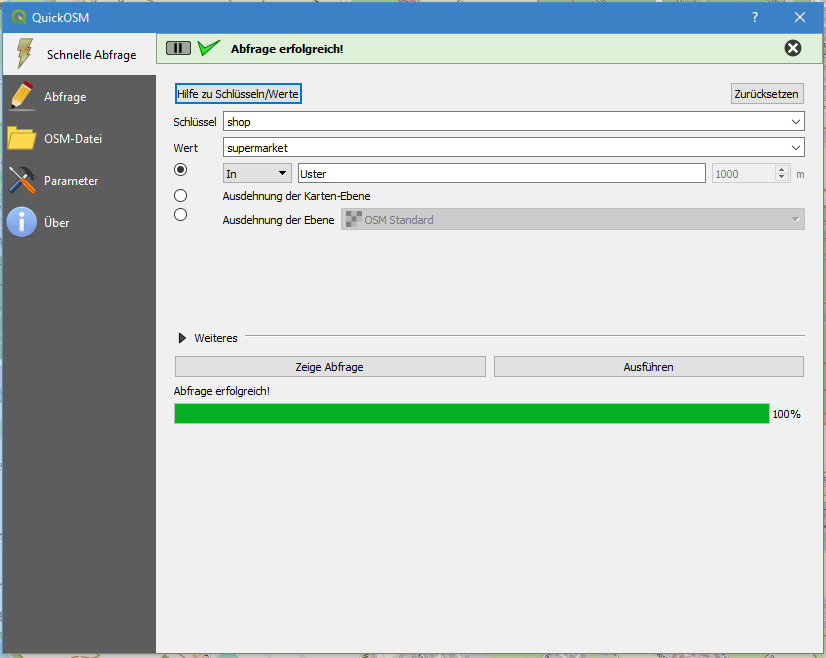 QuickOSM ?
Schnelle Abfrage
Abfrage erfolgreich!
Abfrage
OSM-Datei
Parameter
Über
Hilfe zu Schlüsseln/Werte Zurücksetzen
Schlüssel shop
Wert supermarket
In Uster 1000 m
Ausdehnung der Karten-Ebene
Ausdehnung der Ebene OSM Standard
Weiteres
Zeige Abfrage Ausführen
Abfrage erfolgreich!
100%